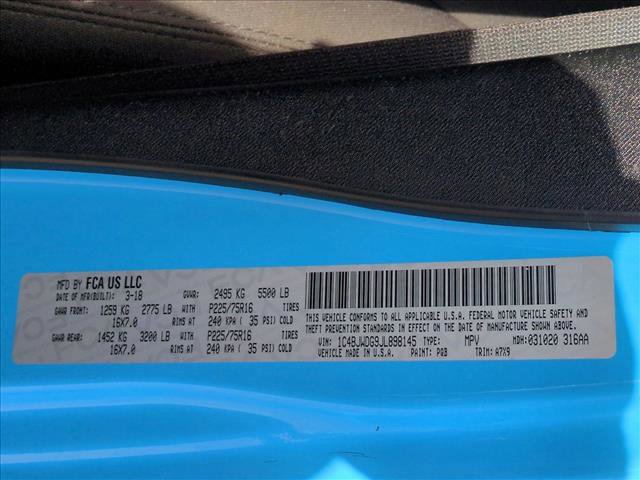 MFD BY FCA US LLC
DATE OF MFR(BUILT): 3-18 GVWR: 2495 KG 5500 LB
GAWR FRONT: 1259 KG 2775 LB WITH P225/75R16 TIRES
16X7.0 RIMS AT 240 KPA ( 35 PSI) COLD
GAWR REAR: 1452 KG 3200 LB WITH P225/75R16 TIRES
16X7.0 RIMS AT 240 KPA ( 35 PSI) COLD
THIS VEHICLE CONFORMS TO ALL APPLICABLE U.S.A. FEDERAL MOTOR VEHICLE SAFETY AND
THEFT PREVENTION STANDARDS IN EFFECT ON THE DATE OF MANUFACTURE SHOWN ABOVE.
VIN: 1C4BJWDG9JL898145 TYPE: MPV MDH: 031020 316AA
VEHICLE MADE IN U.S.A. PAINT: PQB TRIM: A7X9